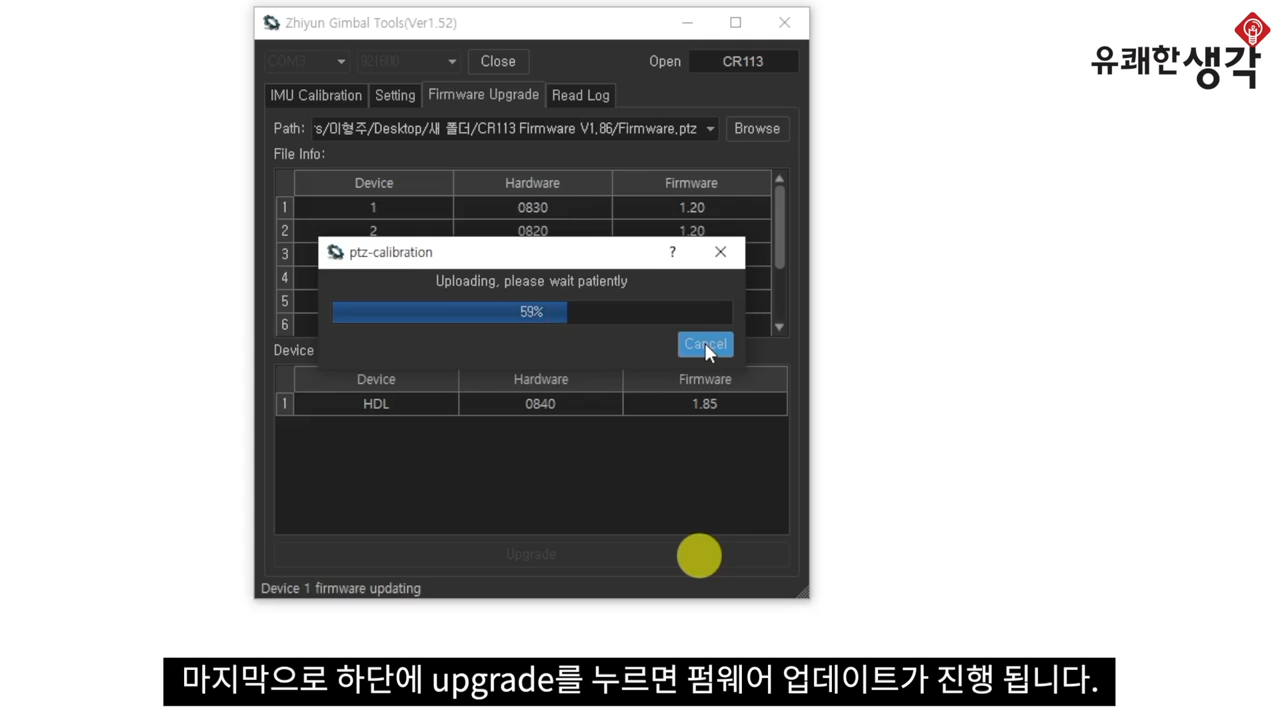 Zhiyun Gimbal Tools(Ver1.52)
유쾌한생각
COM3 921600 Close Open CR113
IMU Calibration Setting Firmware Upgrade Read Log
Path: s/이형주/Desktop/새 폴더/CR113 Firmware V1.86/Firmware.ptz Browse
File Info:
Device Hardware Firmware
1 1 0830 1.20
2 2 0820 1.20
3
4
5
6
ptz-calibration ?
Uploading, please wait patiently
59%
Cancel
Device
Device Hardware Firmware
1 HDL 0840 1.85
Upgrade
Device 1 firmware updating
마지막으로 하단에 upgrade를 누르면 펌웨어 업데이트가 진행 됩니다.